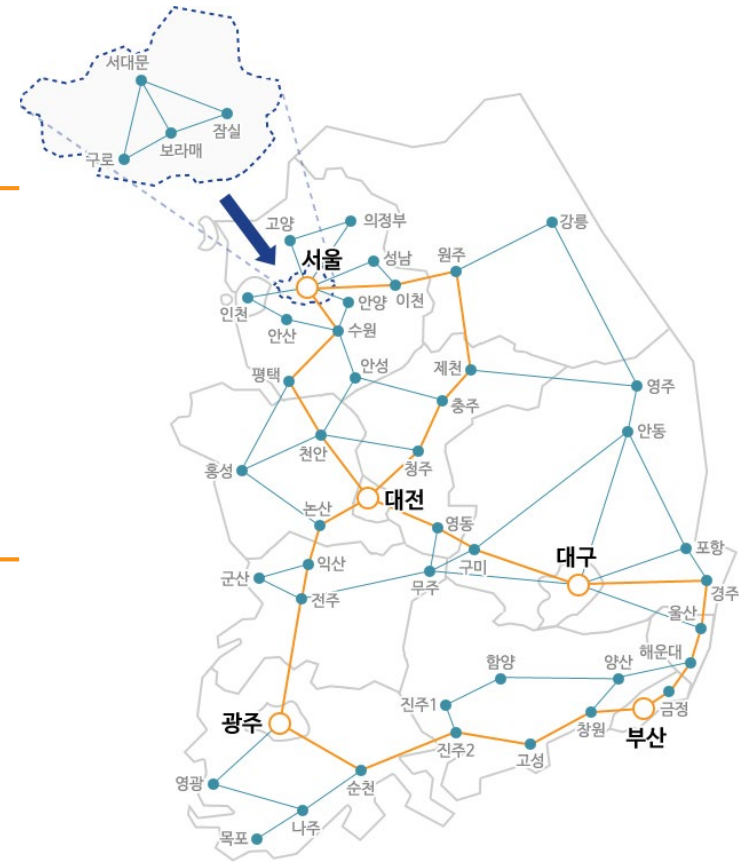 서대문
잠실
보라매
구로
고양
의정부
강릉
서울
성남
원주
인천
안양
이천
안산
수원
평택
안성
제천
영주
충주
안동
천안
청주
홍성
대전
논산
영동
포항
대구
익산
구미
군산
무주
경주
전주
울산
해운대
함양
양산
진주1
금정
광주
창원
부산
진주2
고성
영광
순천
나주
목포